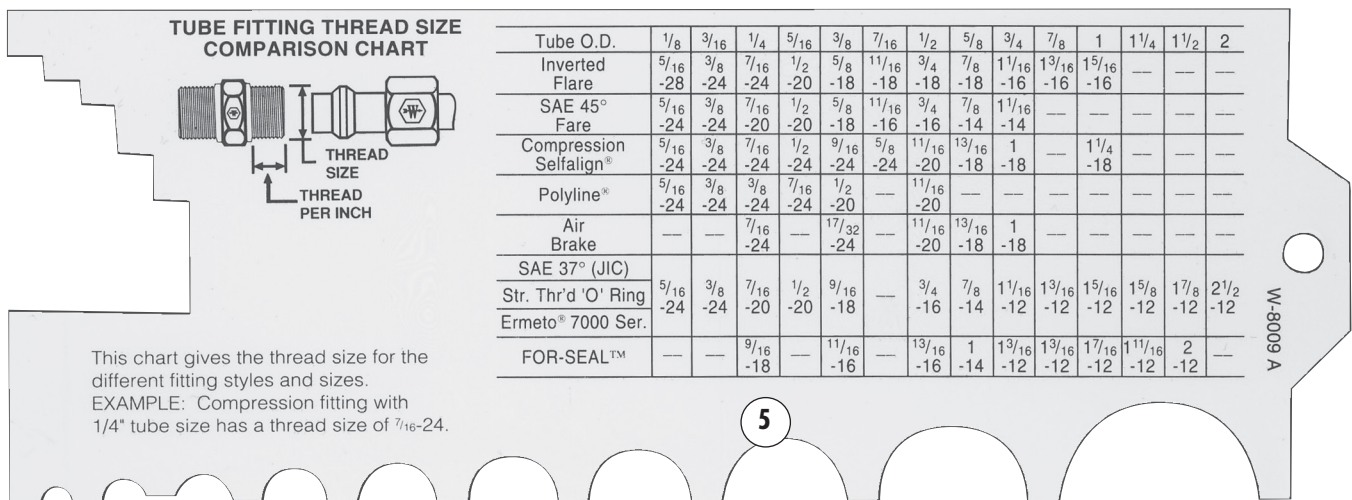 TUBE FITTING THREAD SIZE
COMPARISON CHART
W
THREAD
SIZE
THREAD
PER INCH
Tube O.D. 1/8 3/16 1/4 5/16 3/8 7/16 1/2 5/8 3/4 7/8 1 1 1/4 1 1/2 2
Inverted 5/16 3/8 7/16 1/2 5/8 11/16 3/4 7/8 1 1/16 1 3/16 1 5/16 — — —
Flare -28 -24 -24 -20 -18 -18 -18 -18 -16 -16 -16
SAE 45° 5/16 3/8 7/16 1/2 5/8 11/16 3/4 7/8 1 1/16 — — — — —
Fare -24 -24 -20 -20 -18 -16 -16 -14 -14
Compression 5/16 3/8 7/16 1/2 9/16 5/8 11/16 13/16 1 — 1 1/4 — — —
Selfalign® -24 -24 -24 -24 -24 -24 -20 -18 -18 -18
Polyline® 5/16 3/8 3/8 7/16 1/2 — 11/16 — — — — — — —
-24 -24 -24 -24 -20 -20
Air — — 7/16 — 17/32 — 11/16 13/16 1 — — — — —
Brake -24 -24 -20 -18 -18
SAE 37° (JIC)
Str. Thr'd 'O' Ring 5/16 3/8 7/16 1/2 9/16 — 3/4 7/8 1 1/16 1 3/16 1 5/16 1 5/8 1 7/8 2 1/2
-24 -24 -20 -20 -18 -16 -14 -12 -12 -12 -12 -12 -12
Ermeto® 7000 Ser.
FOR-SEAL™ — — 9/16 — 11/16 — 13/16 1 1 3/16 1 3/16 1 7/16 1 11/16 2 —
-18 -16 -16 -14 -12 -12 -12 -12 -12
W-8009 A
This chart gives the thread size for the
different fitting styles and sizes.
EXAMPLE: Compression fitting with
1/4" tube size has a thread size of 7/16-24.
5